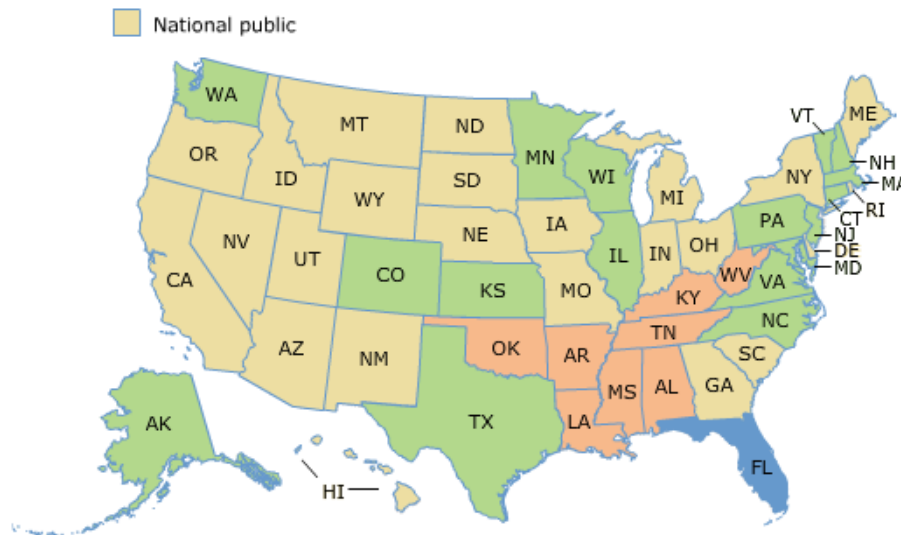 National public
WA
MT
ND
MN
VT
ME
OR
ID
SD
WI
NH
WY
MI
NY
MA
RI
CT
IA
PA
NE
NJ
NV
UT
IL
IN
OH
DE
CO
WV
MD
CA
KS
MO
KY
VA
NC
TN
AZ
NM
OK
AR
SC
MS
AL
GA
AK
TX
LA
FL
HI